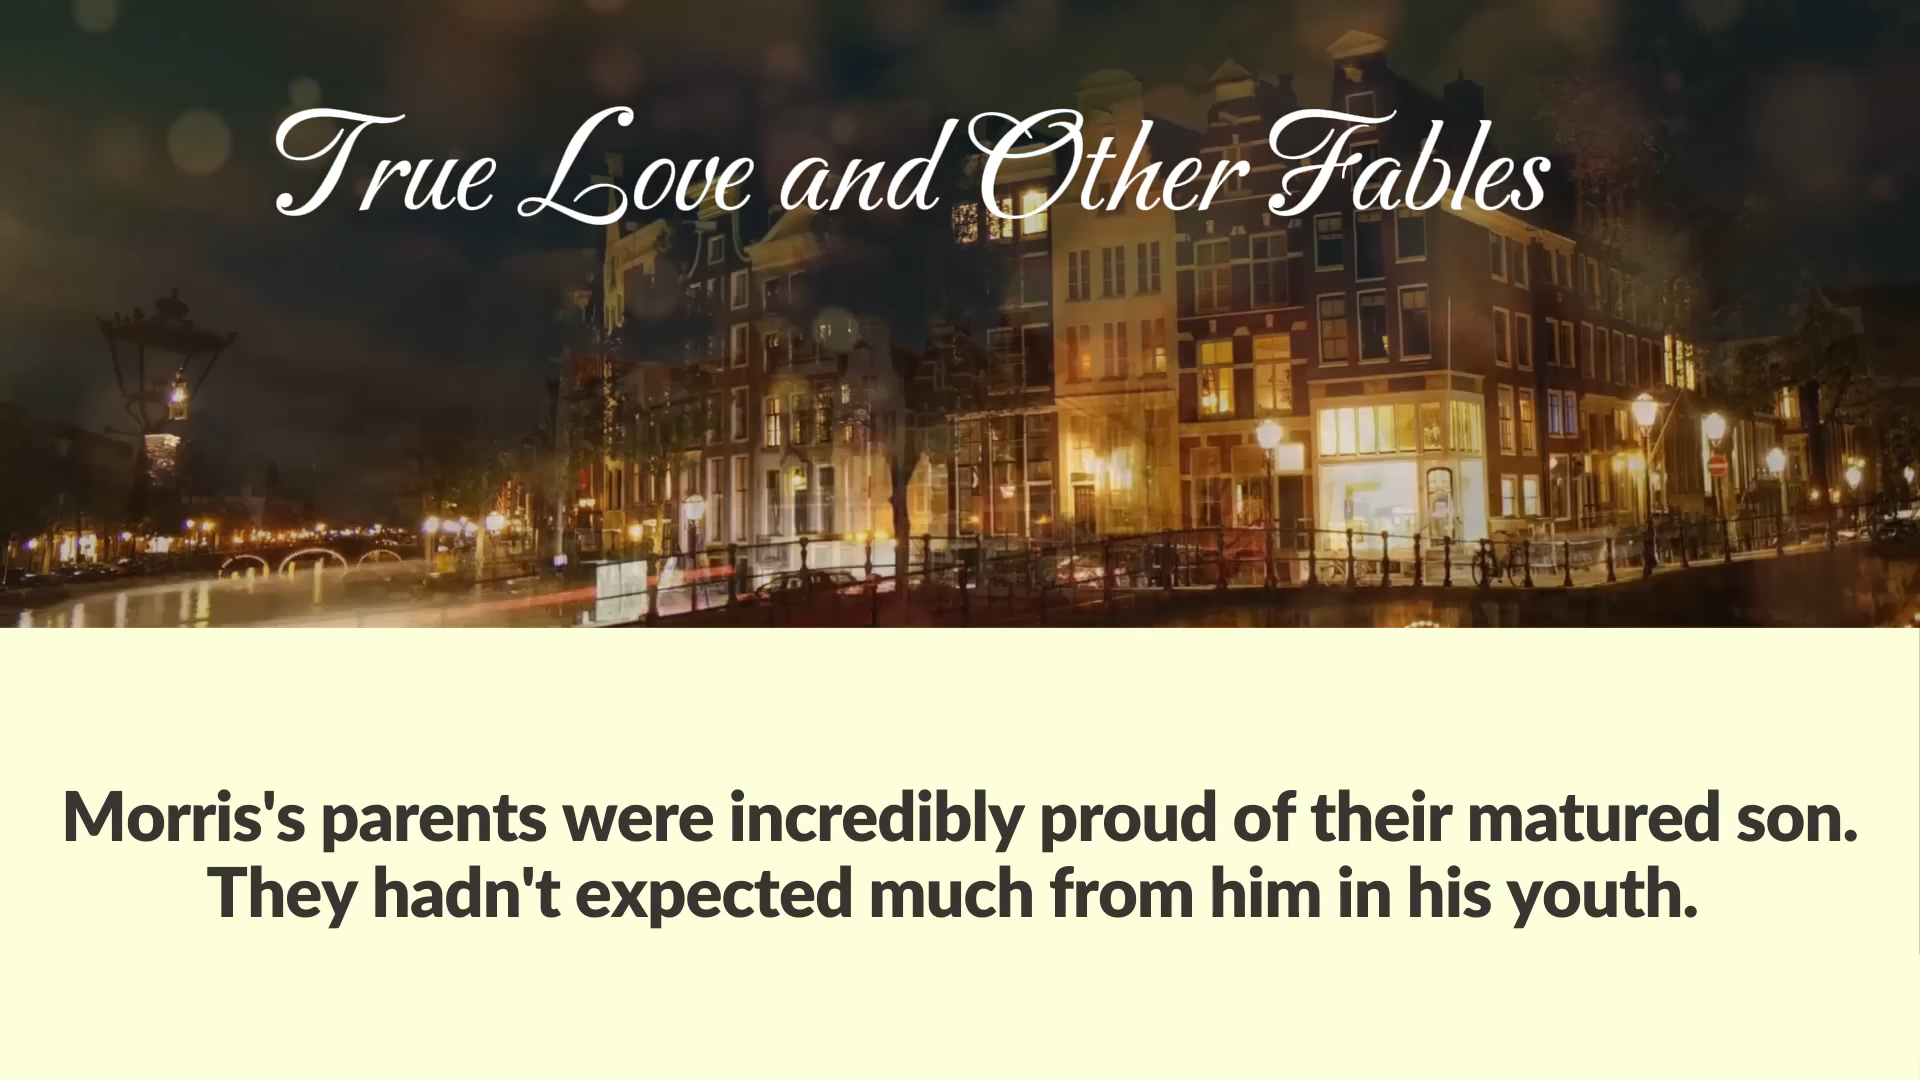 True Love and Other Fables
Morris's parents were incredibly proud of their matured son.
They hadn't expected much from him in his youth.